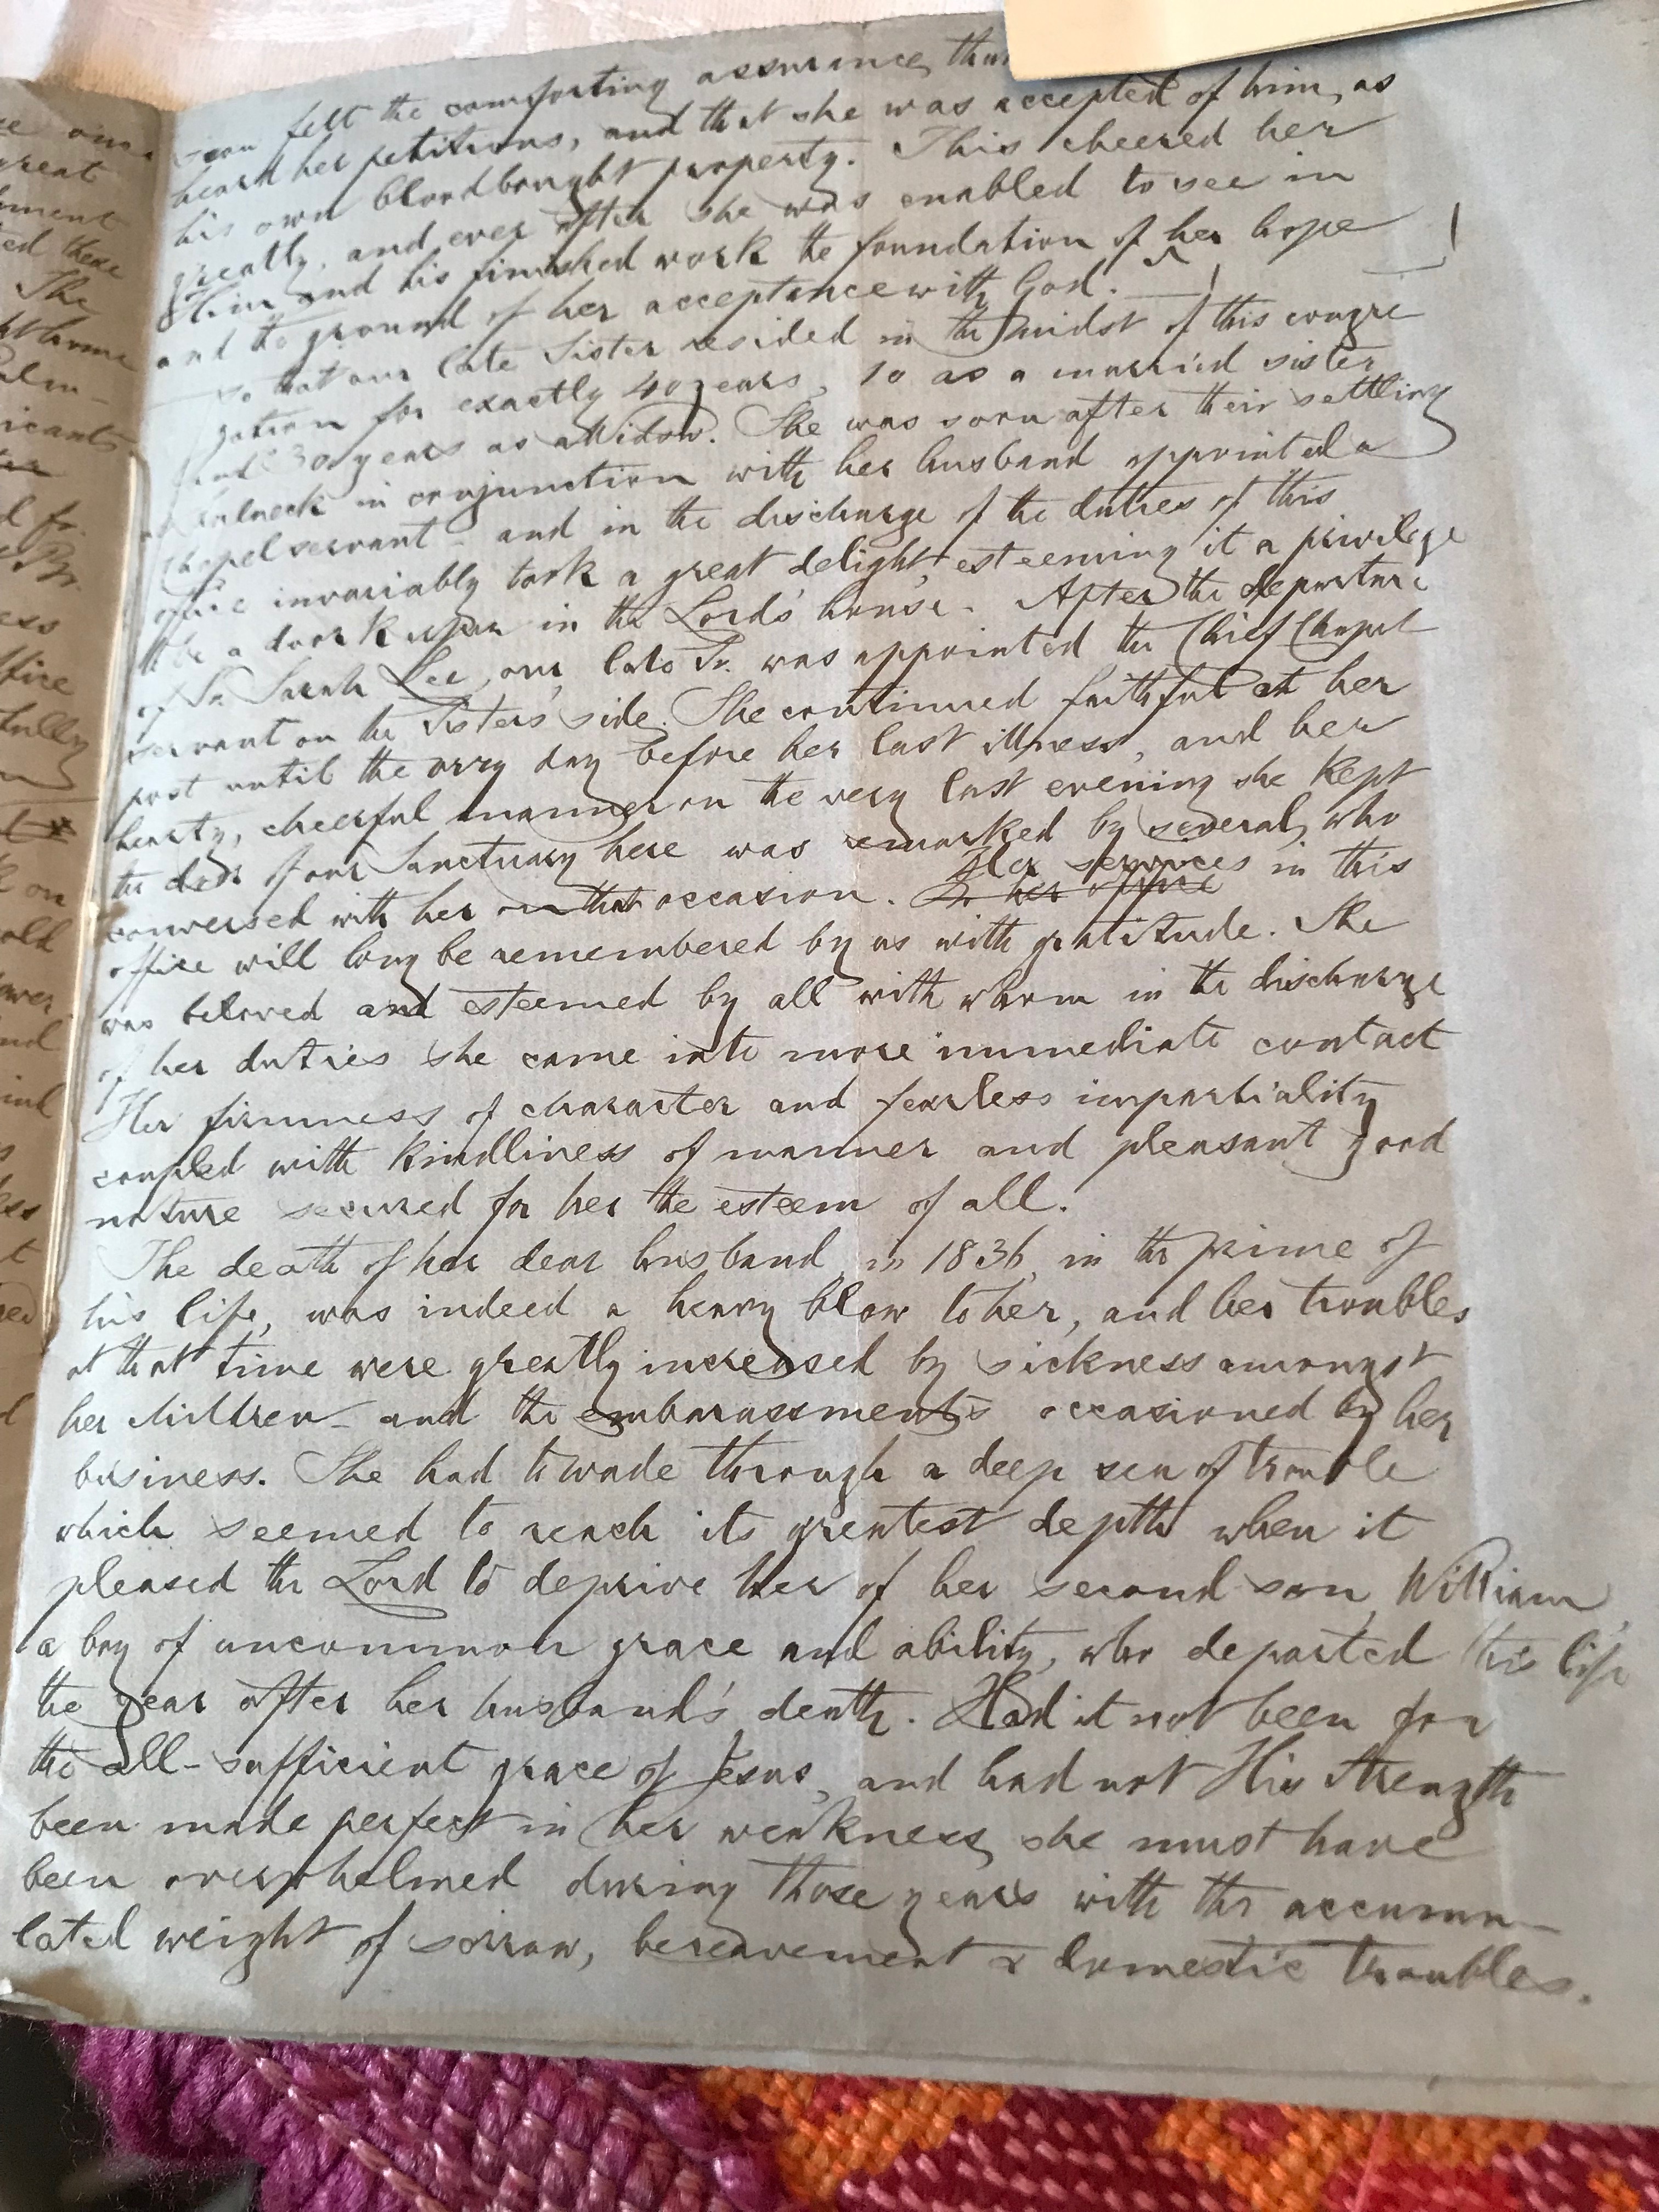 soon felt the comforting assurance, that
heard her petitions, and that she was accepted of him, as
his own bloodbought property. This cheered her
greatly, and ever after she was enabled to see in
Him and his finished work the foundation of her hope
and the ground of her acceptance with God.
So that our late Sister resided in the midst of this congre
gation for exactly 40 years, 10 as a married sister
and 30 years as a Widow. She was soon after their settling
in Fulneck in conjunction with her husband appointed a
Chapel servant - and in the discharge of the duties of this
office invariably took a great delight, esteeming it a privilege
to be a doorkeeper in the Lord's house. After the departure
of Sr. Sarah Lee, our late Sr. was appointed the Chief Chapel
servant on the Sisters' side. She continued faithful at her
post until the very day before her last illness, and her
hearty, cheerful manner on the very last evening she kept
the door of our Sanctuary here was remarked by several, who
conversed with her on that occasion. In her office Her services in this
office will long be remembered by us with gratitude. She
was beloved and esteemed by all with whom in the discharge
of her duties she came into more immediate contact
Her firmness of character and fearless impartiality
coupled with kindliness of manner and pleasant good
nature secured for her the esteem of all.
The death of her dear husband, in 1836, in the prime of
his life, was indeed a heavy blow to her, and her troubles
at that time were greatly increased by sickness amongst
her children - and the embarassments occasioned by her
business. She had to wade through a deep sea of trouble
which seemed to reach its greatest depth when it
pleased the Lord to deprive her of her second son, William,
a boy of uncommon grace and ability, who departed this life
the year after her husband's death. Had it not been for
the all-sufficient grace of Jesus, and had not His strength
been made perfect in her weakness, she must have
been overwhelmed during those years with the accumu-
lated weight of sorrow, bereavement & domestic troubles.